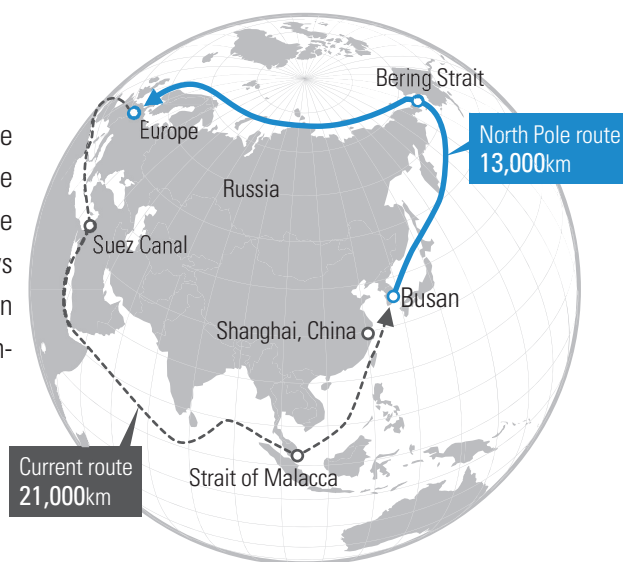 Bering Strait
Europe
North Pole route
13,000km
Russia
Suez Canal
Busan
Shanghai, China
Strait of Malacca
Current route
21,000km